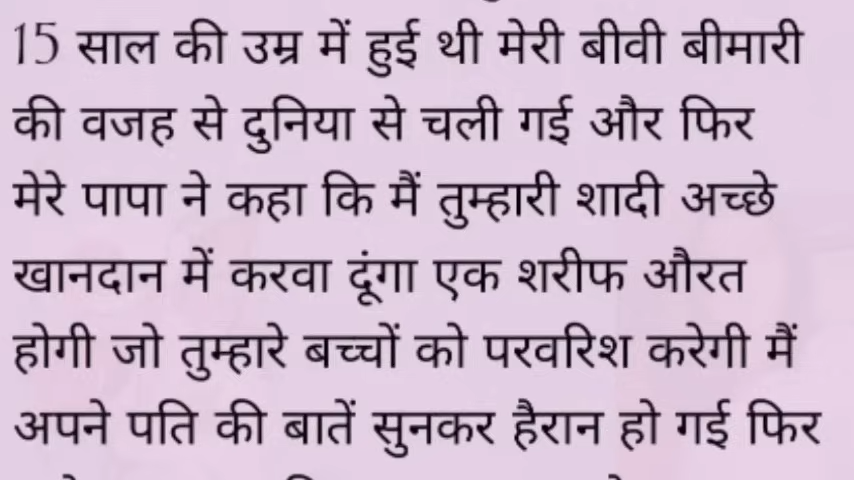 15 साल की उम्र में हुई थी मेरी बीवी बीमारी
की वजह से दुनिया से चली गई और फिर
मेरे पापा ने कहा कि मैं तुम्हारी शादी अच्छे
खानदान में करवा दूंगा एक शरीफ औरत
होगी जो तुम्हारे बच्चों को परवरिश करेगी मैं
अपने पति की बातें सुनकर हैरान हो गई फिर